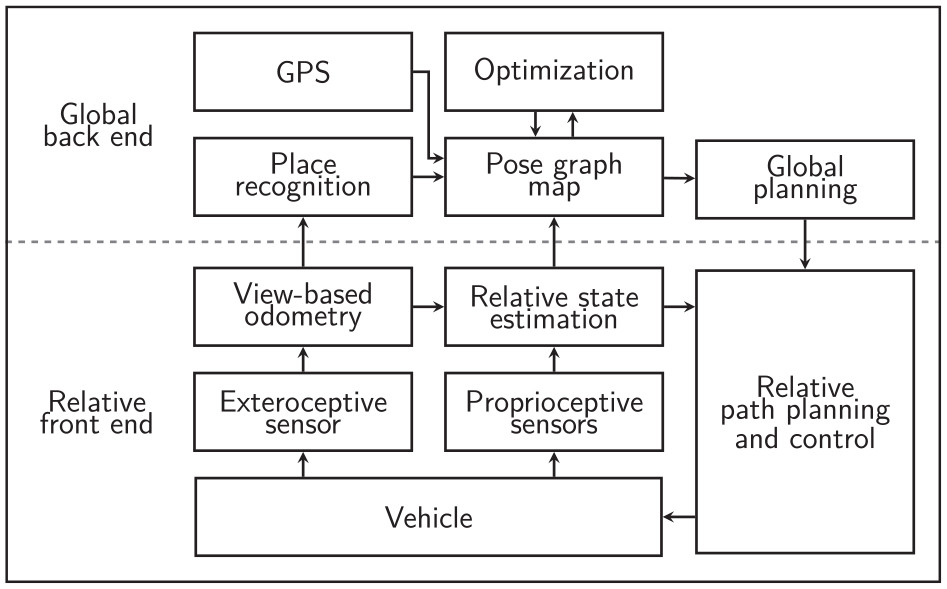 Global
back end
GPS
Optimization
Place
recognition
Pose graph
map
Global
planning
Relative
front end
View-based
odometry
Relative state
estimation
Exteroceptive
sensor
Proprioceptive
sensors
Relative
path planning
and control
Vehicle